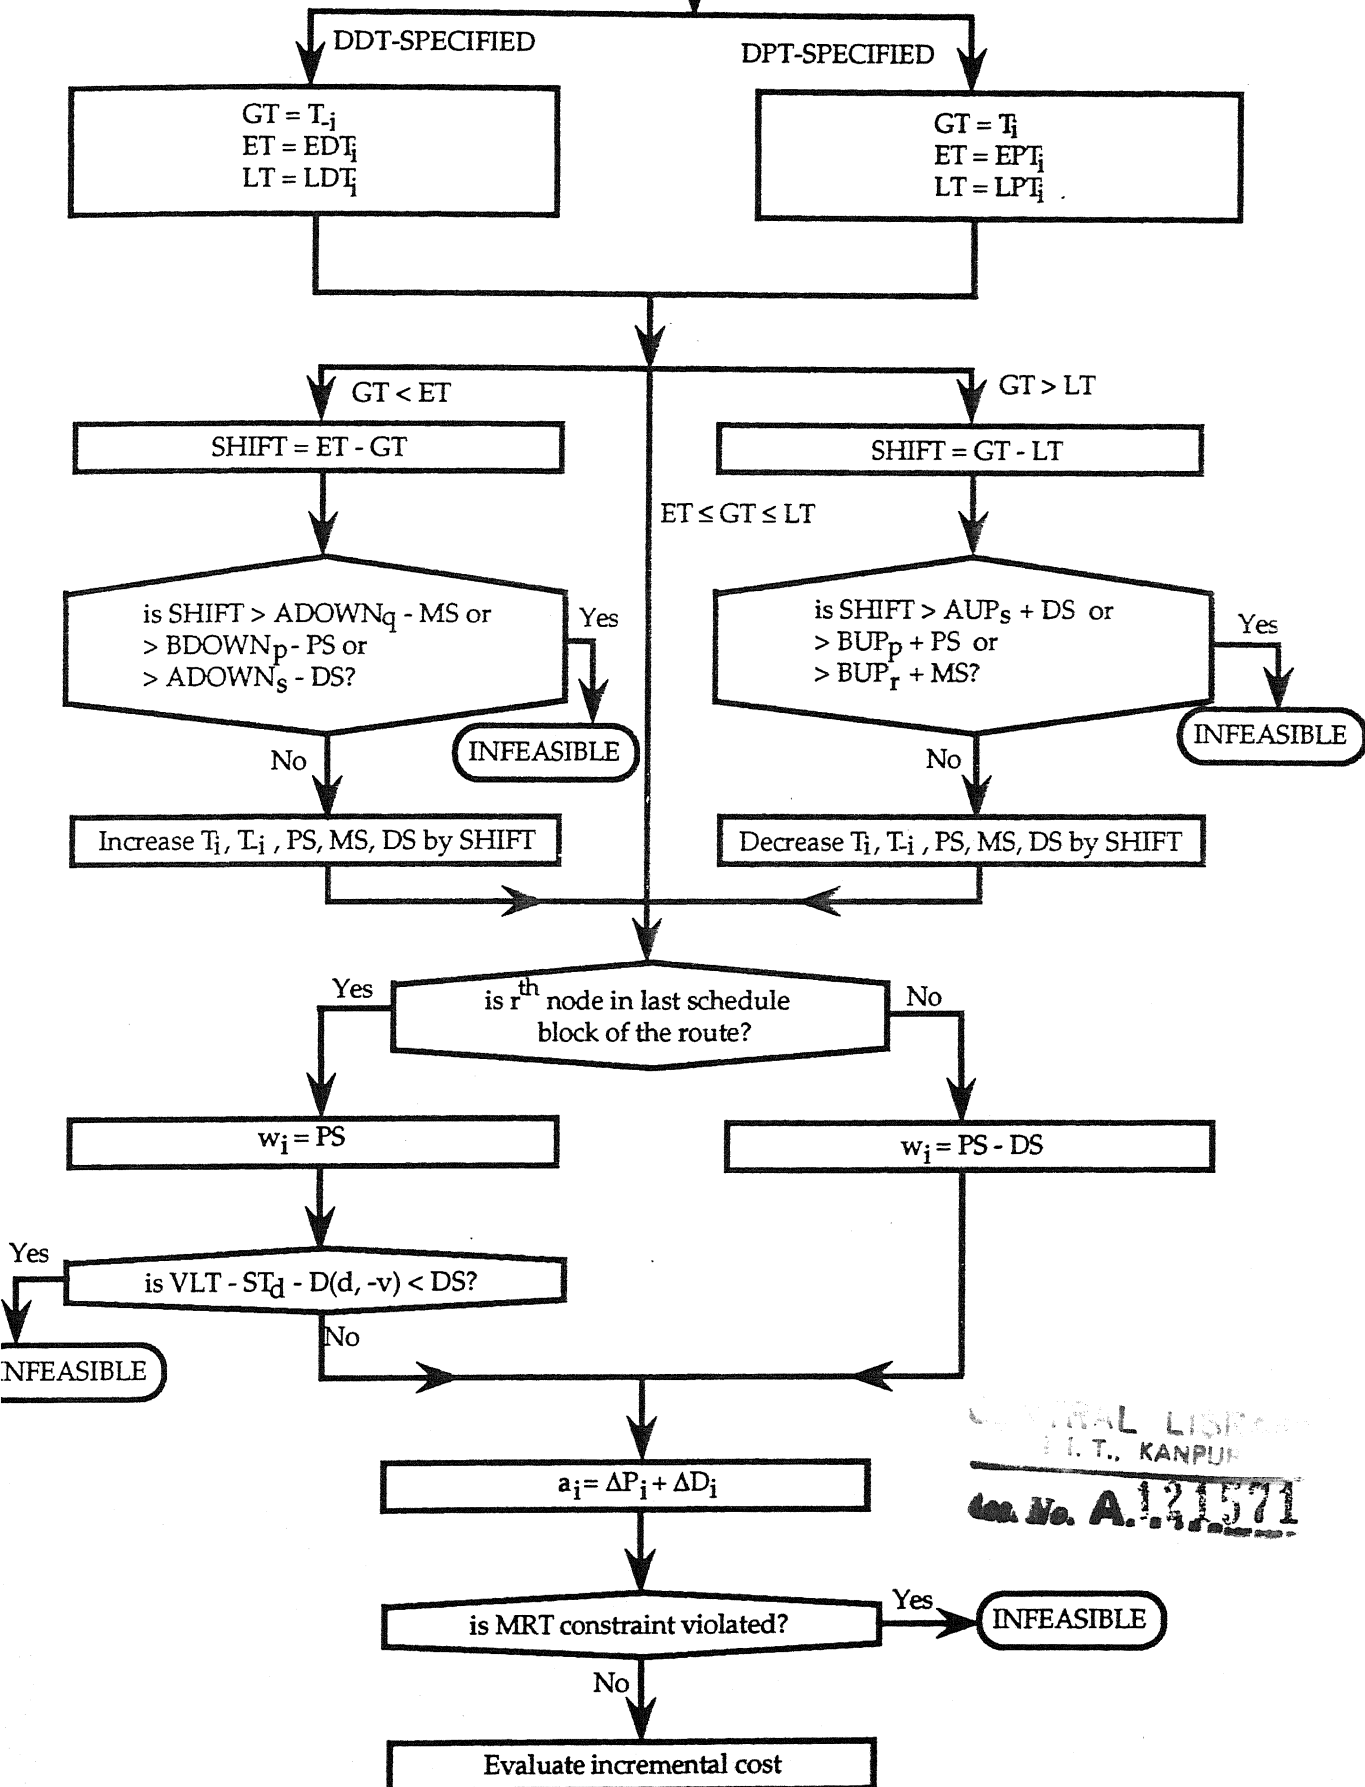 DDT-SPECIFIED
DPT-SPECIFIED
GT = T-i
ET = EDTi
LT = LDTi
GT = Ti
ET = EPTi
LT = LPTi
GT < ET
GT > LT
SHIFT = ET - GT
SHIFT = GT - LT
ET ≤ GT ≤ LT
is SHIFT > ADOWNq - MS or
> BDOWNp - PS or
> ADOWNs - DS?
Yes
INFEASIBLE
No
is SHIFT > AUPs + DS or
> BUPp + PS or
> BUPr + MS?
Yes
INFEASIBLE
No
Increase Ti, T-i , PS, MS, DS by SHIFT
Decrease Ti, T-i , PS, MS, DS by SHIFT
is rth node in last schedule
block of the route?
Yes
No
wi = PS
wi = PS - DS
is VLT - STd - D(d, -v) < DS?
Yes
INFEASIBLE
No
ai = ΔPi + ΔDi
I. T., KANPUR
No. A. 121571
is MRT constraint violated?
Yes
INFEASIBLE
No
Evaluate incremental cost